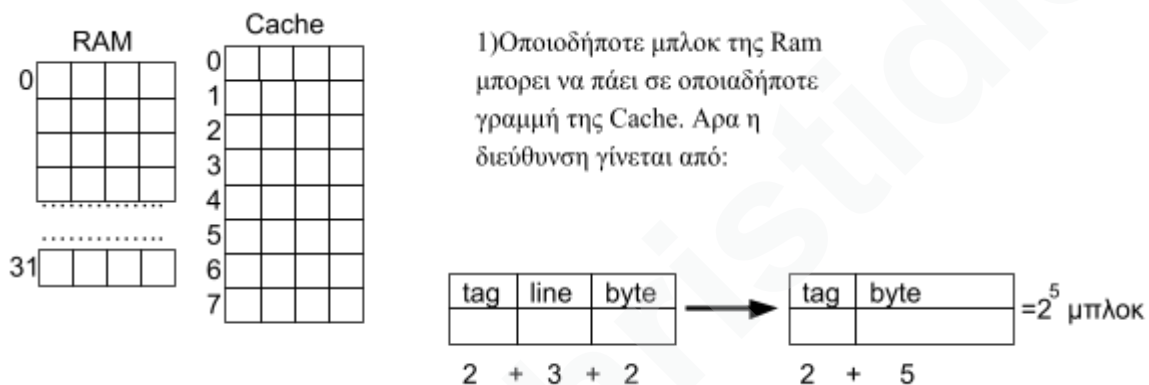 RAM
0
31
Cache
0
1
2
3
4
5
6
7
1)Οποιοδήποτε μπλοκ της Ram
μπορει να πάει σε οποιαδήποτε
γραμμή της Cache. Αρα η
διεύθυνση γίνεται από:
tag line byte
2 + 3 + 2
tag byte
=2^5 μπλοκ
2 + 5